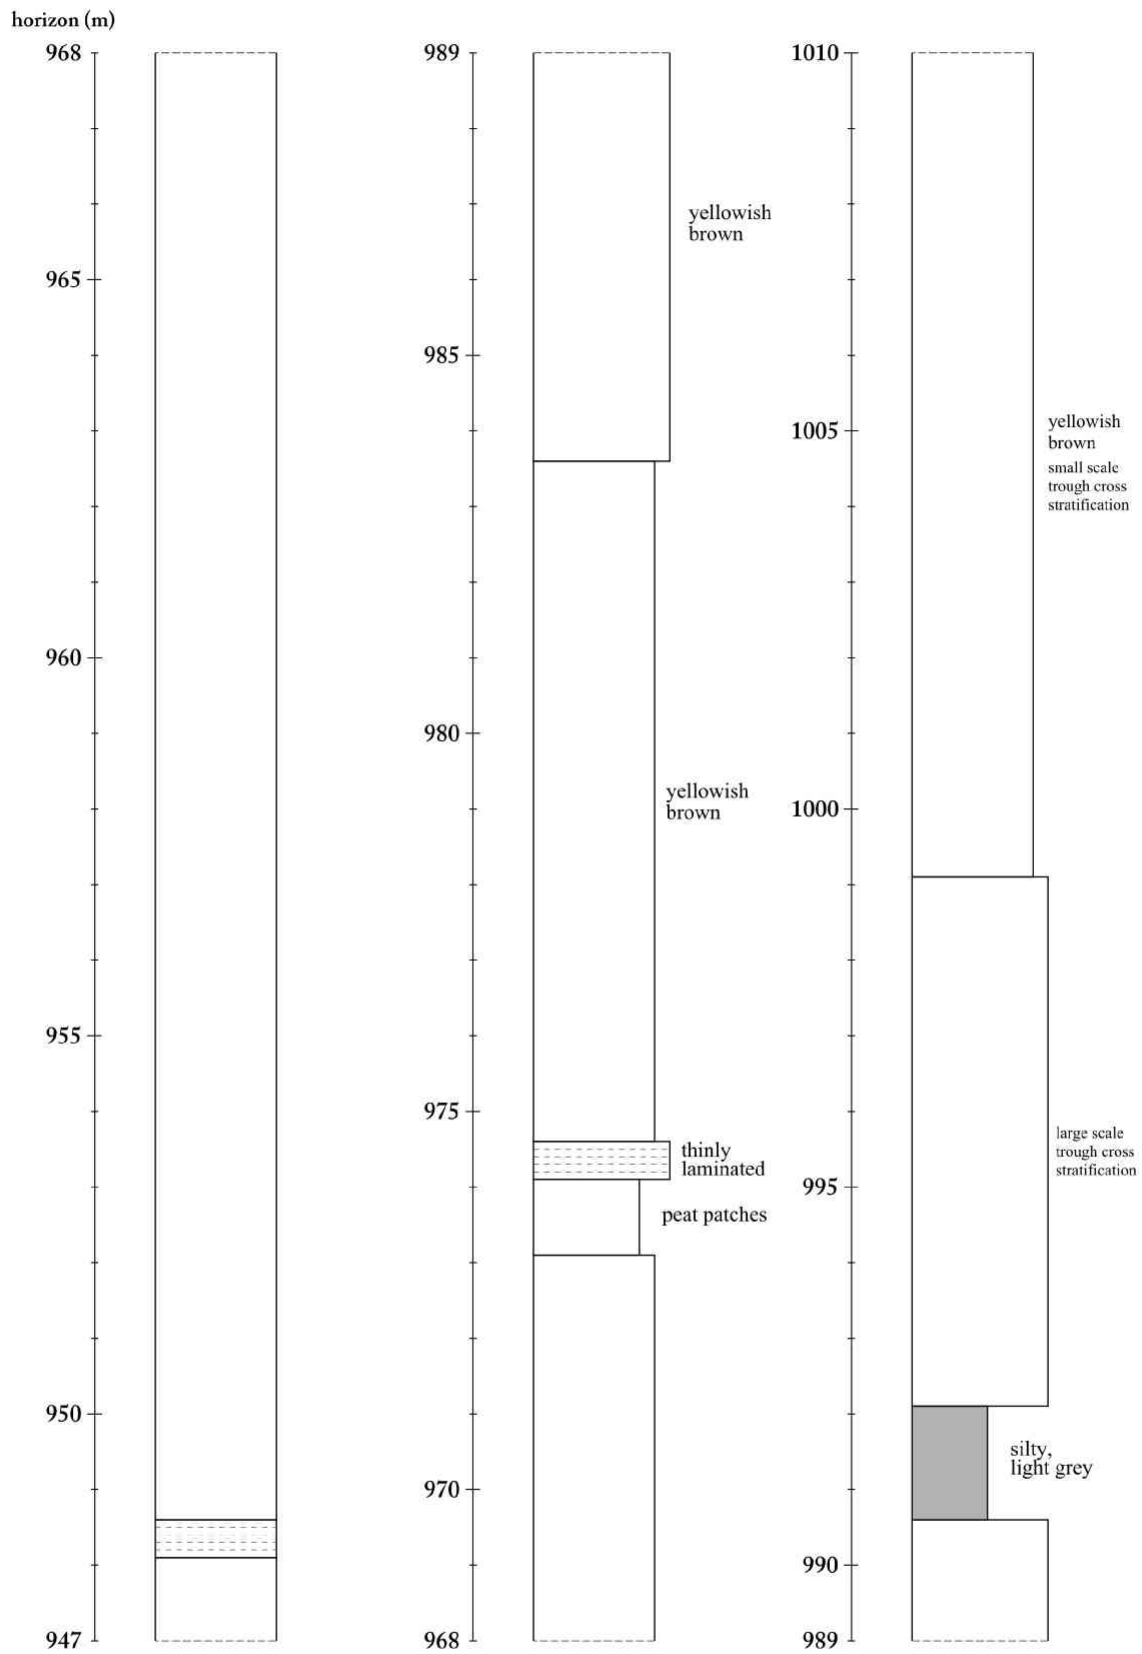 horizon (m)
968
965
960
955
950
947
989
985
980
975
970
968
yellowish
brown
yellowish
brown
thinly
laminated
peat patches
1010
1005
1000
995
990
989
yellowish
brown
small scale
trough cross
stratification
large scale
trough cross
stratification
silty,
light grey